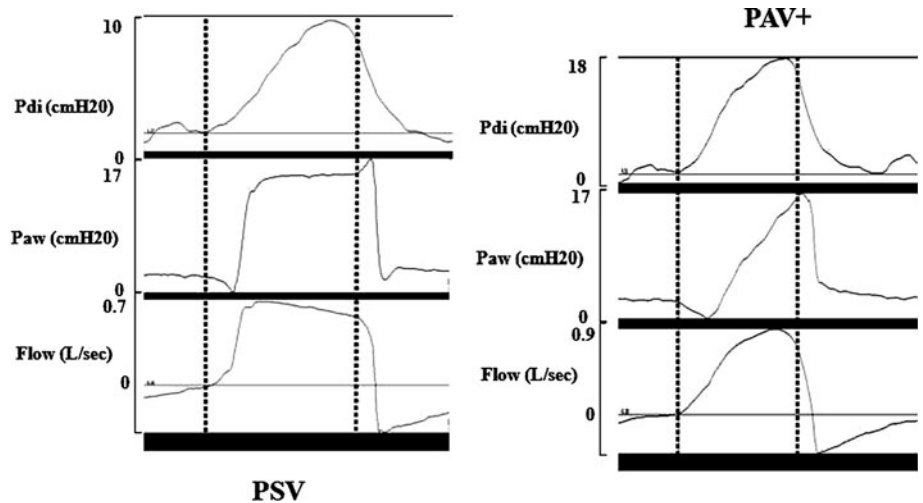 10
Pdi (cmH20)
0
17
Paw (cmH20)
0
0.7
Flow (L/sec)
0
PSV
PAV+
18
Pdi (cmH20)
0
17
Paw (cmH20)
0
0.9
Flow (L/sec)
0